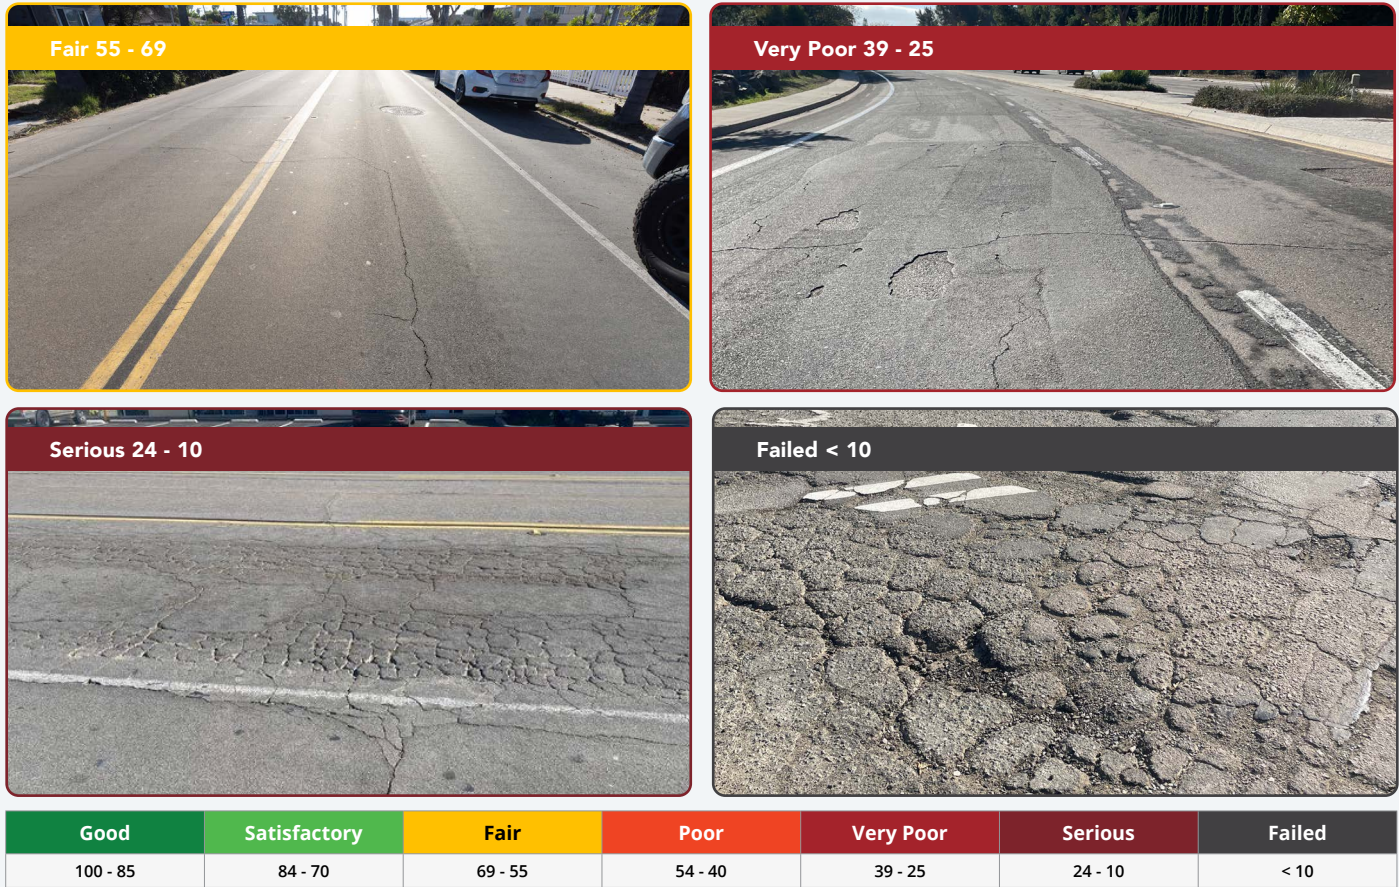 Fair 55 - 69
Very Poor 39 - 25
Serious 24 - 10
Failed < 10
Good Satisfactory Fair Poor Very Poor Serious Failed
100 - 85 84 - 70 69 - 55 54 - 40 39 - 25 24 - 10 < 10